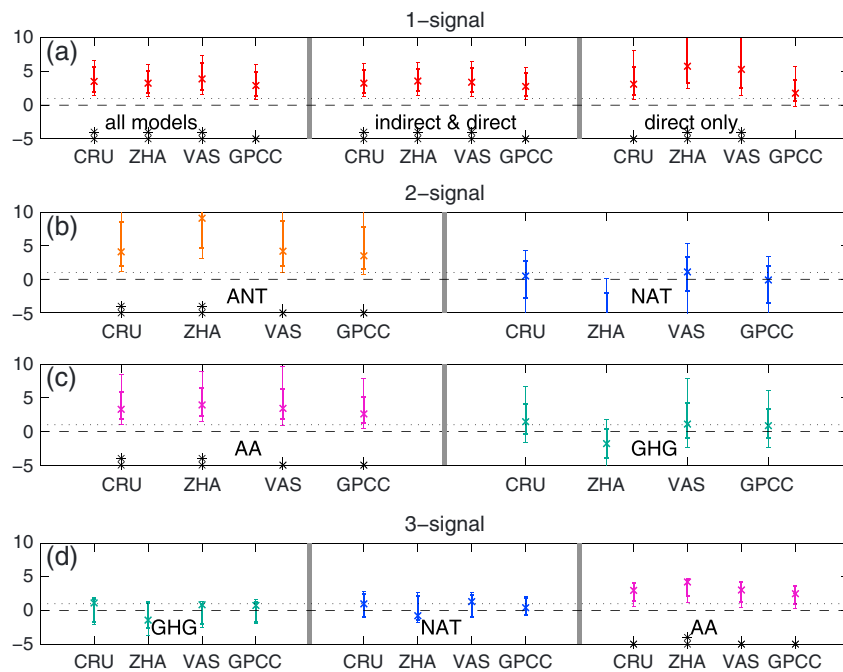 1−signal
(a)
10
5
0
−5
all models
indirect & direct
direct only
CRU ZHA VAS GPCC CRU ZHA VAS GPCC CRU ZHA VAS GPCC
2−signal
(b)
10
5
0
−5
ANT
NAT
CRU ZHA VAS GPCC CRU ZHA VAS GPCC
(c)
10
5
0
−5
AA
GHG
CRU ZHA VAS GPCC CRU ZHA VAS GPCC
3−signal
(d)
10
5
0
−5
GHG
NAT
AA
CRU ZHA VAS GPCC CRU ZHA VAS GPCC CRU ZHA VAS GPCC